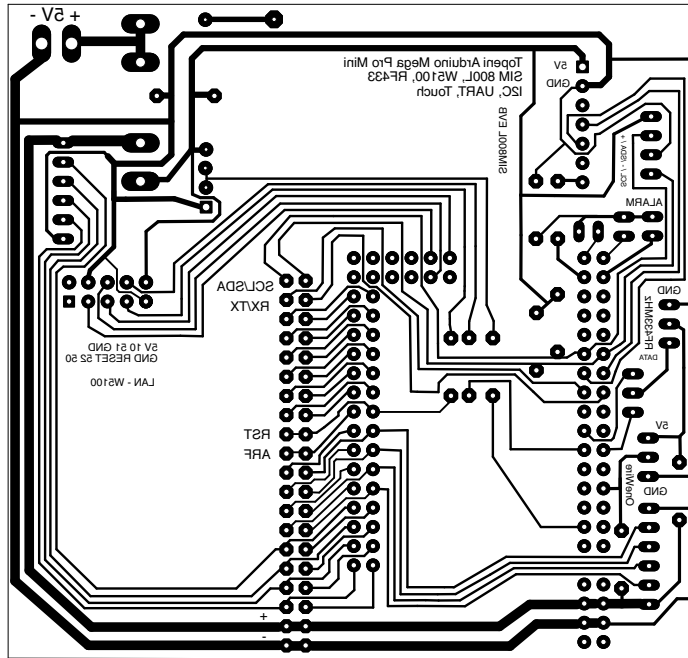 + 5V -
Topeni Arduino Mega Pro Mini
SIM 800L, W5100, RF433
I2C, UART, Touch
5V
GND
SIM800L EVB
SCL / - /SDA / +
ALARM
SCL/SDA
RX/TX
GND
RF433MHz
DATA
5V 10 51 GND
GND RESET 52 50
LAN - W5100
RST
ARF
5V
OneWire
GND
+
-